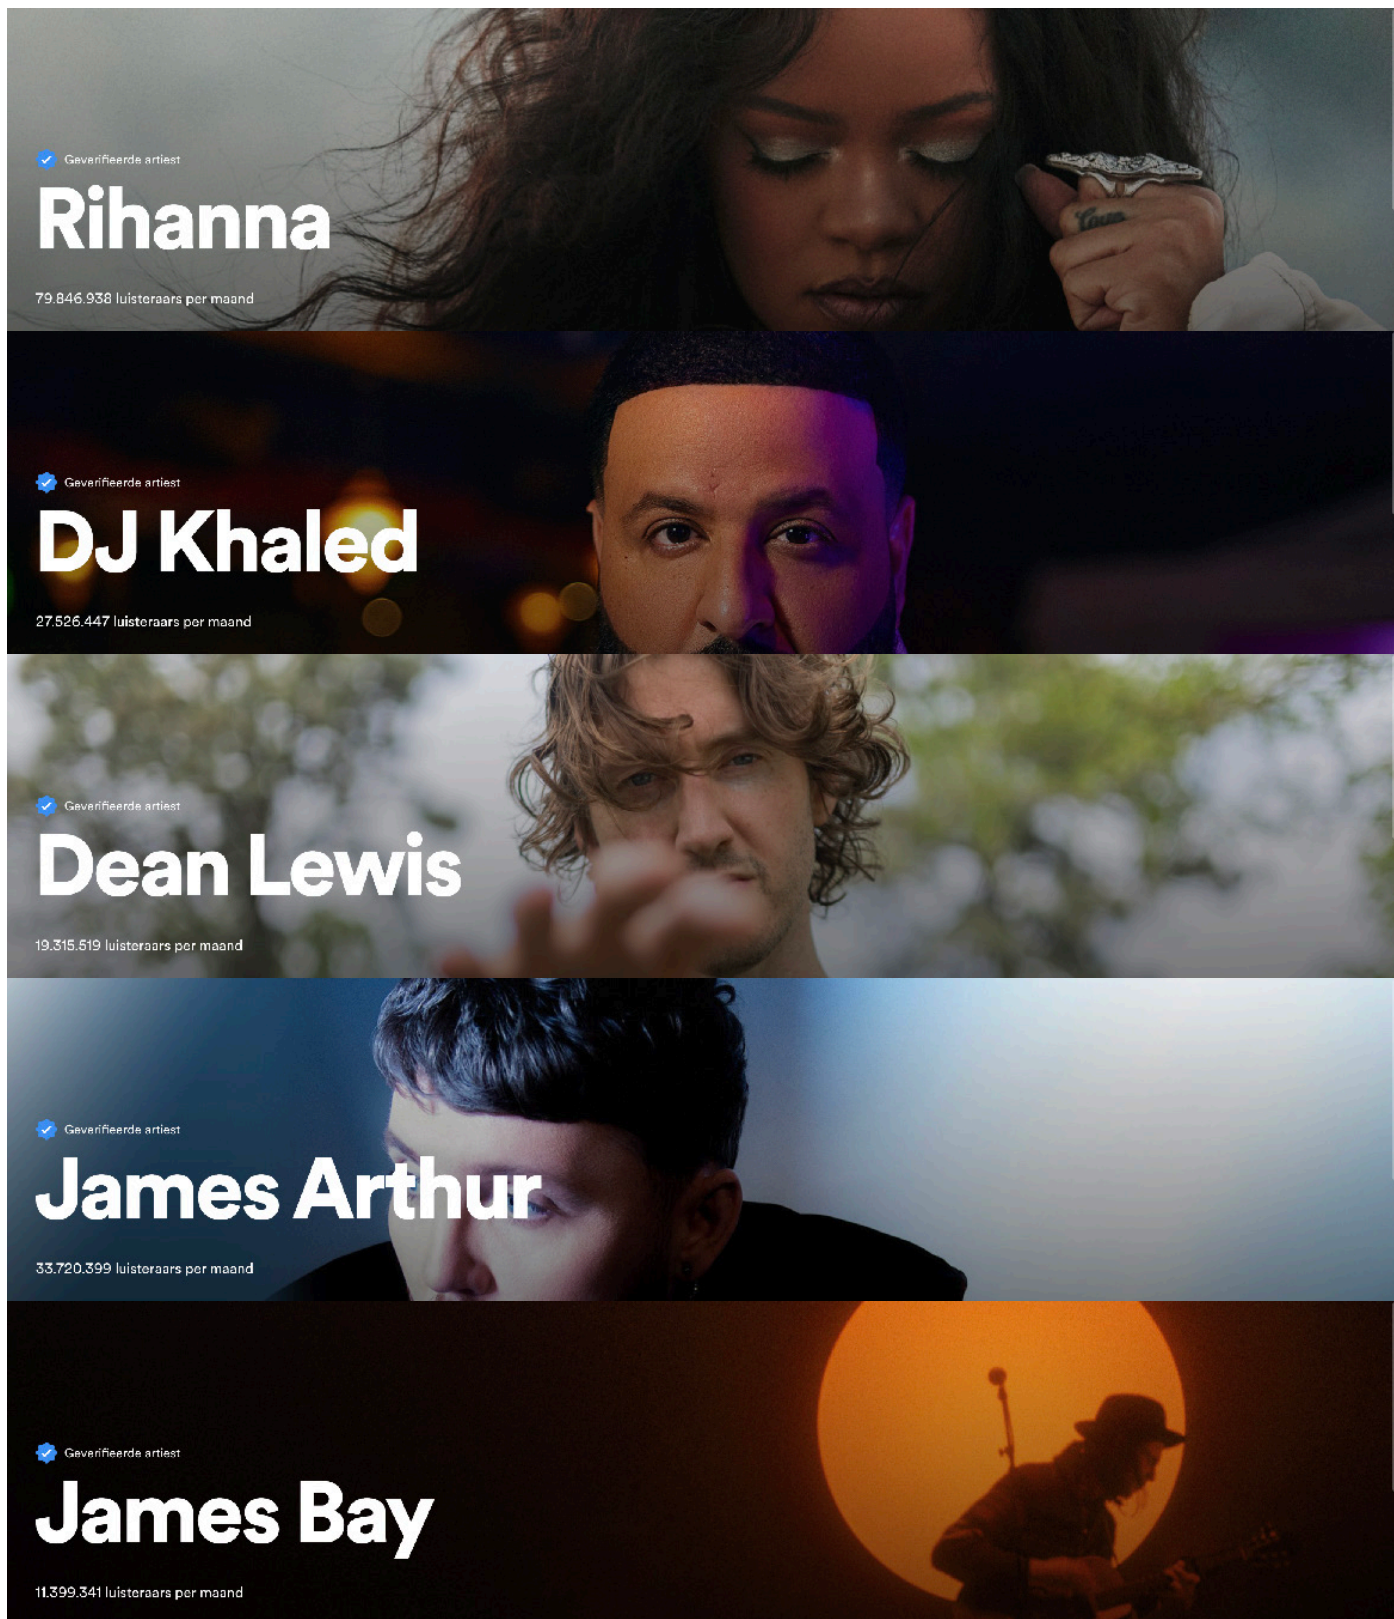 Geverifieerde artiest
Rihanna
79.846.938 luisteraars per maand
Geverifieerde artiest
DJ Khaled
27.526.447 luisteraars per maand
Geverifieerde artiest
Dean Lewis
19.315.519 luisteraars per maand
Geverifieerde artiest
James Arthur
33.720.399 luisteraars per maand
Geverifieerde artiest
James Bay
11.399.341 luisteraars per maand